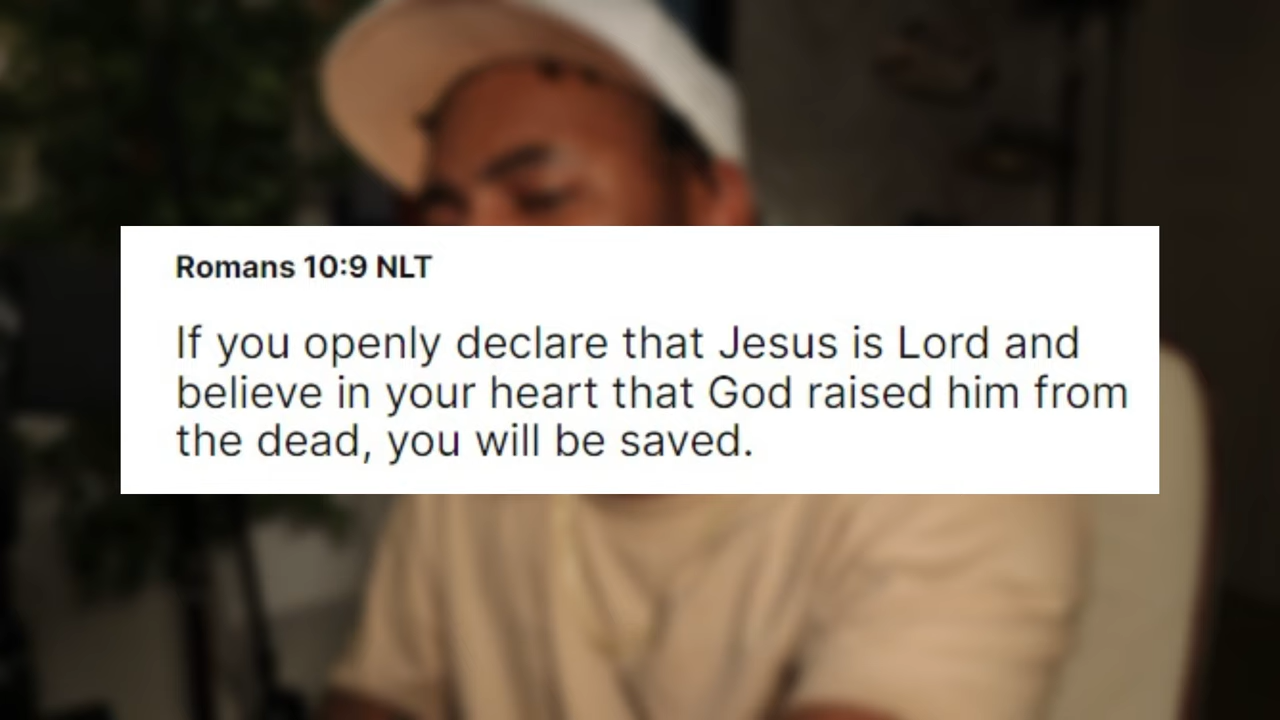 Romans 10:9 NLT
If you openly declare that Jesus is Lord and
believe in your heart that God raised him from
the dead, you will be saved.